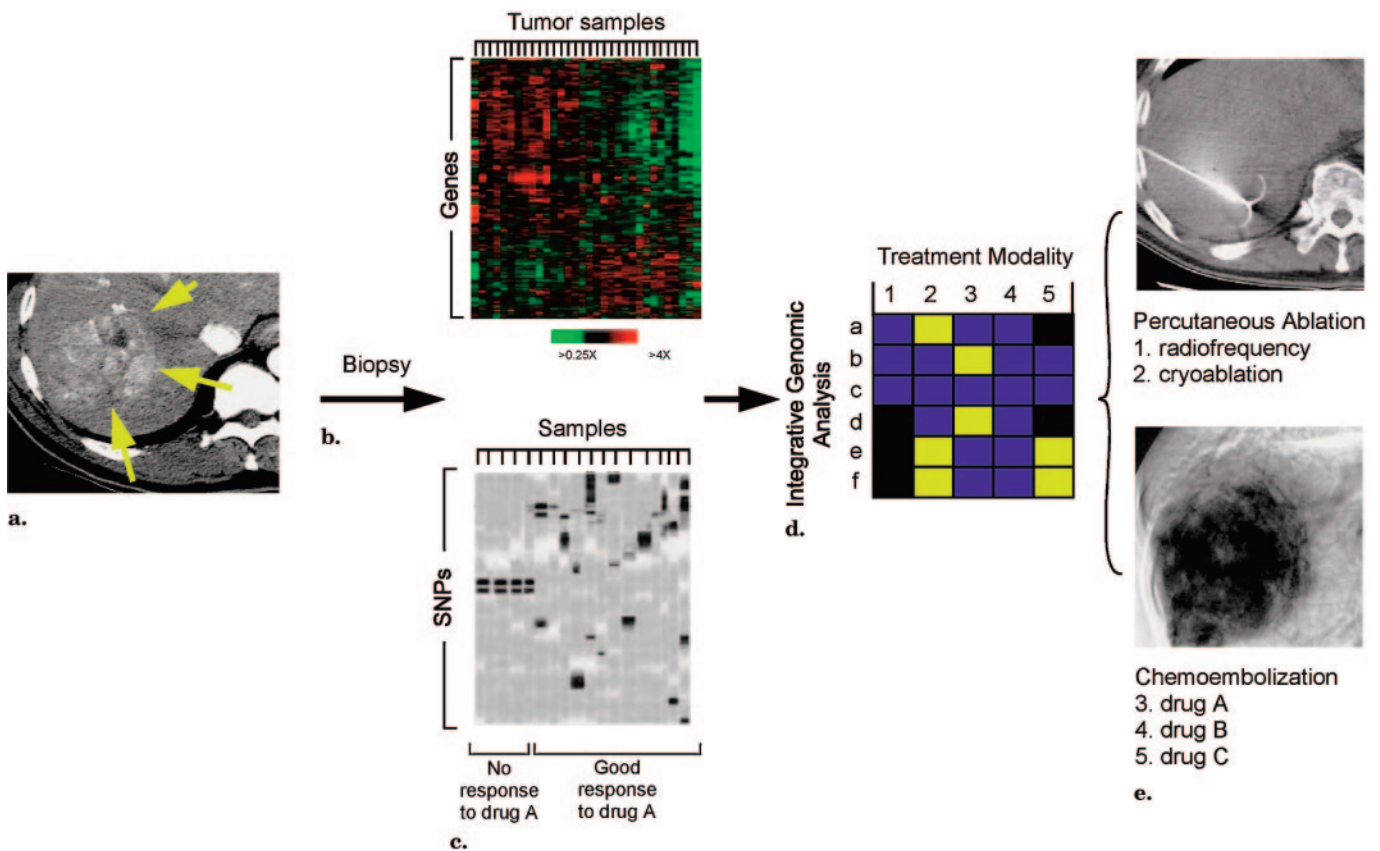 a.
Biopsy
b.
Tumor samples
Genes
>0.25X
>4X
Samples
SNPs
No
response
to drug A
Good
response
to drug A
c.
Treatment Modality
1 2 3 4 5
Integrative Genomic
Analysis
a
b
c
d
e
f
d.
Percutaneous Ablation
1. radiofrequency
2. cryoablation
Chemoembolization
3. drug A
4. drug B
5. drug C
e.